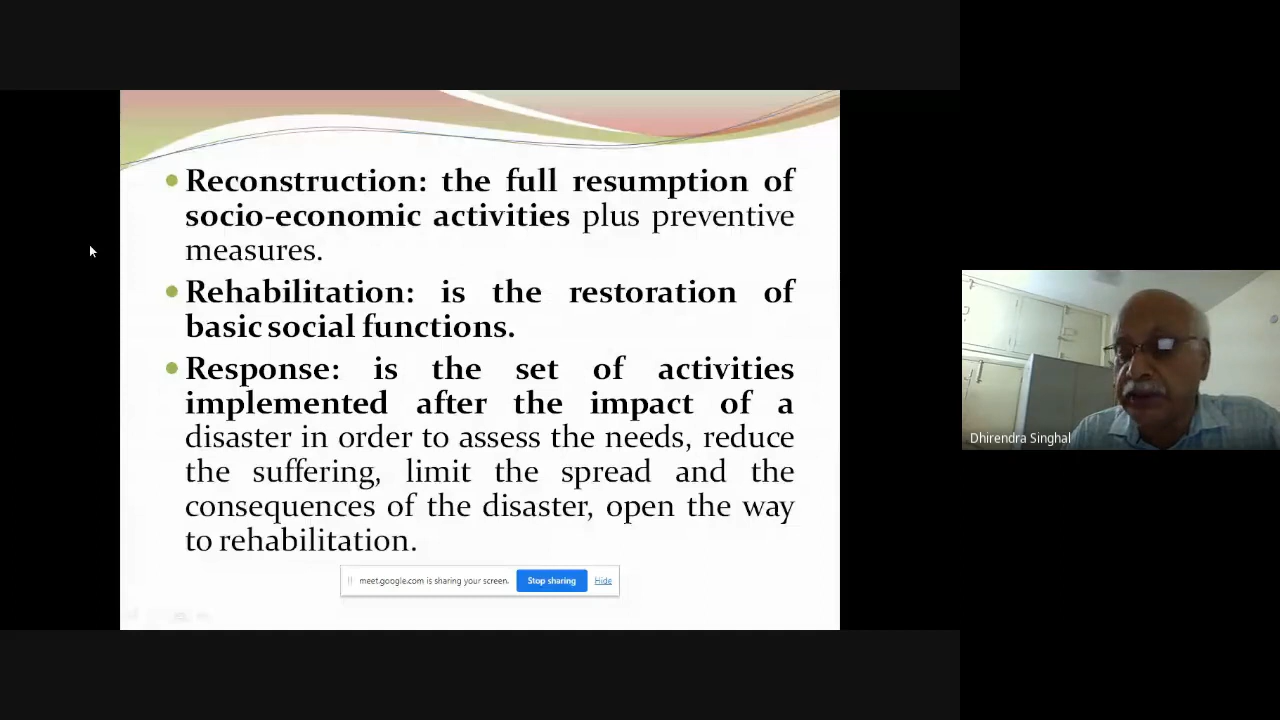 Reconstruction: the full resumption of
socio-economic activities plus preventive
measures.
Rehabilitation: is the restoration of
basic social functions.
Response: is the set of activities
implemented after the impact of a
disaster in order to assess the needs, reduce
the suffering, limit the spread and the
consequences of the disaster, open the way
to rehabilitation.
meet.google.com is sharing your screen. Stop sharing Hide
Dhirendra Singhal